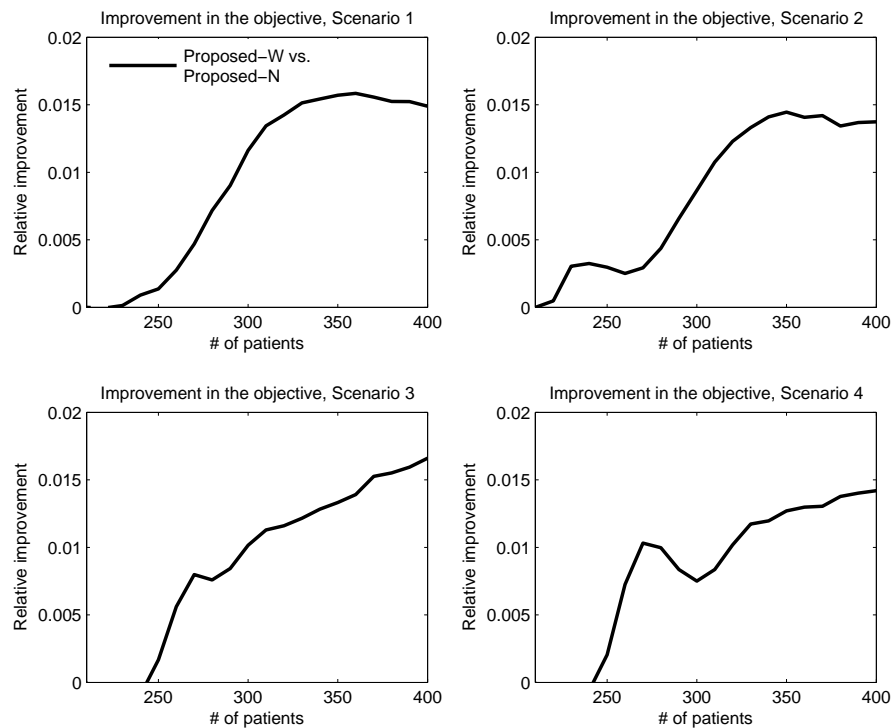 Improvement in the objective, Scenario 1
0.02
0.015
0.01
0.005
0
Relative improvement
Proposed−W vs.
Proposed−N
250
300
350
400
# of patients
Improvement in the objective, Scenario 2
0.02
0.015
0.01
0.005
0
Relative improvement
250
300
350
400
# of patients
Improvement in the objective, Scenario 3
0.02
0.015
0.01
0.005
0
Relative improvement
250
300
350
400
# of patients
Improvement in the objective, Scenario 4
0.02
0.015
0.01
0.005
0
Relative improvement
250
300
350
400
# of patients